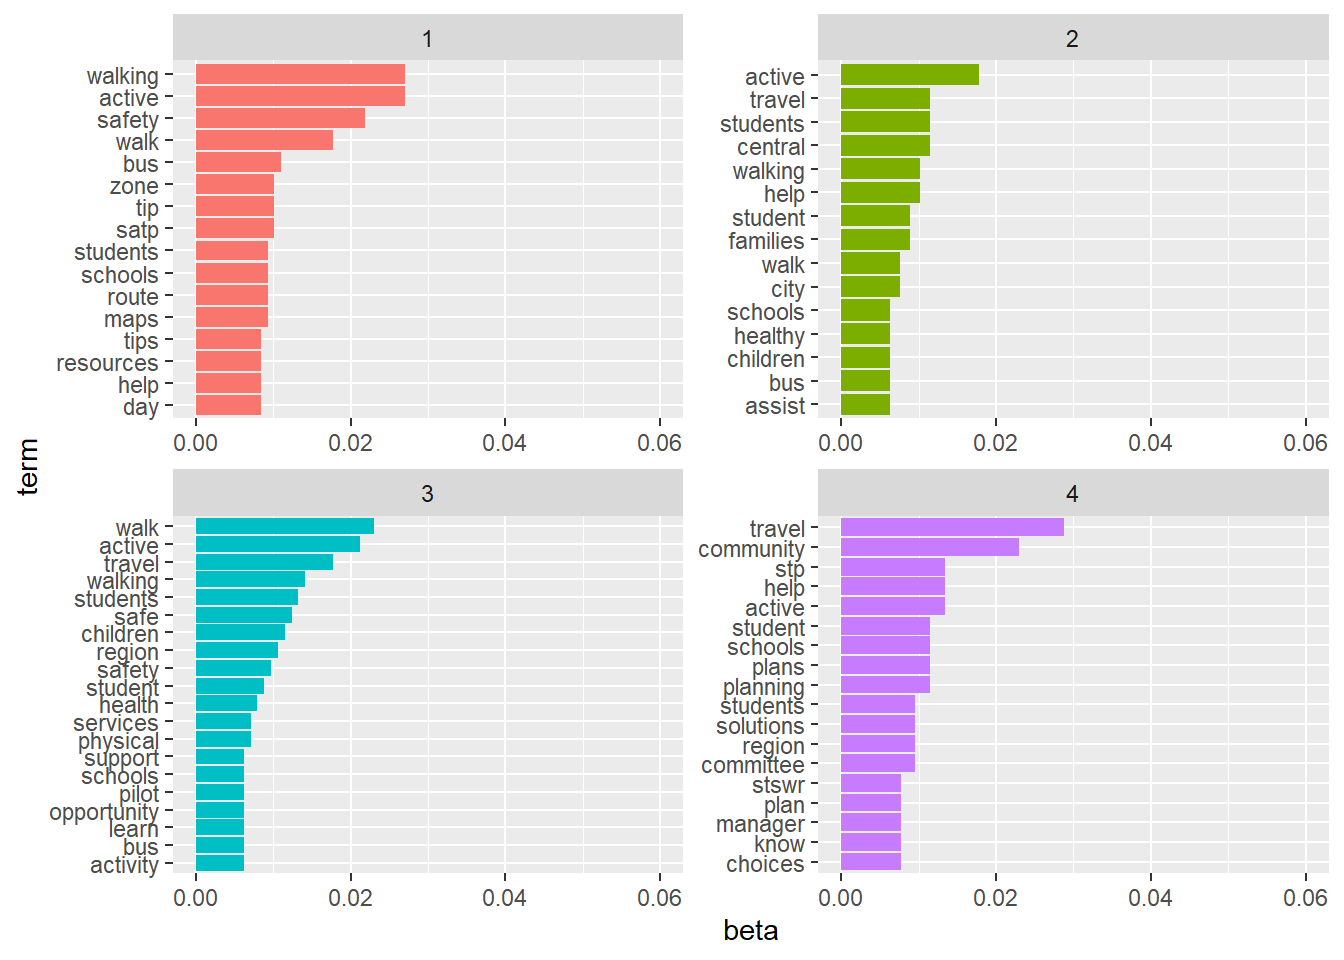 1
walking
active
safety
walk
bus
zone
tip
satp
students
schools
route
maps
tips
resources
help
day
0.00 0.02 0.04 0.06
2
active
travel
students
central
walking
help
student
families
walk
city
schools
healthy
children
bus
assist
0.00 0.02 0.04 0.06
term
3
walk
active
travel
walking
students
safe
children
region
safety
student
health
services
physical
support
schools
pilot
opportunity
learn
bus
activity
0.00 0.02 0.04 0.06
4
travel
community
stp
help
active
student
schools
plans
planning
students
solutions
region
committee
stswr
plan
manager
know
choices
0.00 0.02 0.04 0.06
beta